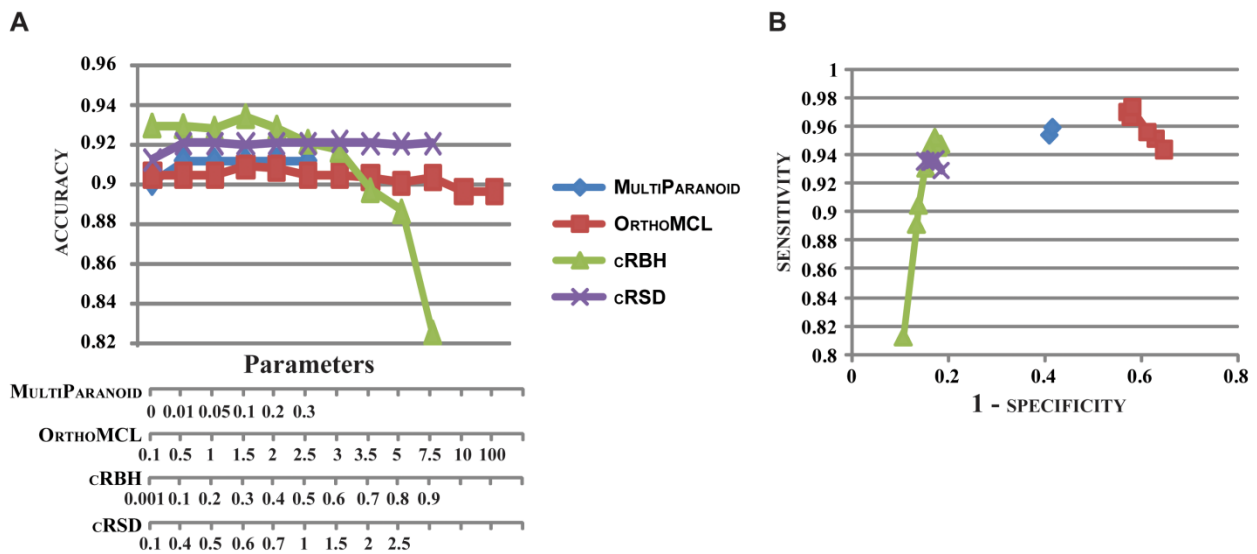 A
0.96
0.94
0.92
0.9
0.88
0.86
0.84
0.82
ACCURACY
Parameters
MULTIPARANOID
0 0.01 0.05 0.1 0.2 0.3
ORTHOMCL
0.1 0.5 1 1.5 2 2.5 3 3.5 5 7.5 10 100
cRBH
0.001 0.1 0.2 0.3 0.4 0.5 0.6 0.7 0.8 0.9
cRSD
0.1 0.4 0.5 0.6 0.7 1 1.5 2 2.5
MULTIPARANOID
ORTHOMCL
cRBH
cRSD
B
1
0.98
0.96
0.94
0.92
0.9
0.88
0.86
0.84
0.82
0.8
SENSITIVITY
0 0.2 0.4 0.6 0.8
1 - SPECIFICITY